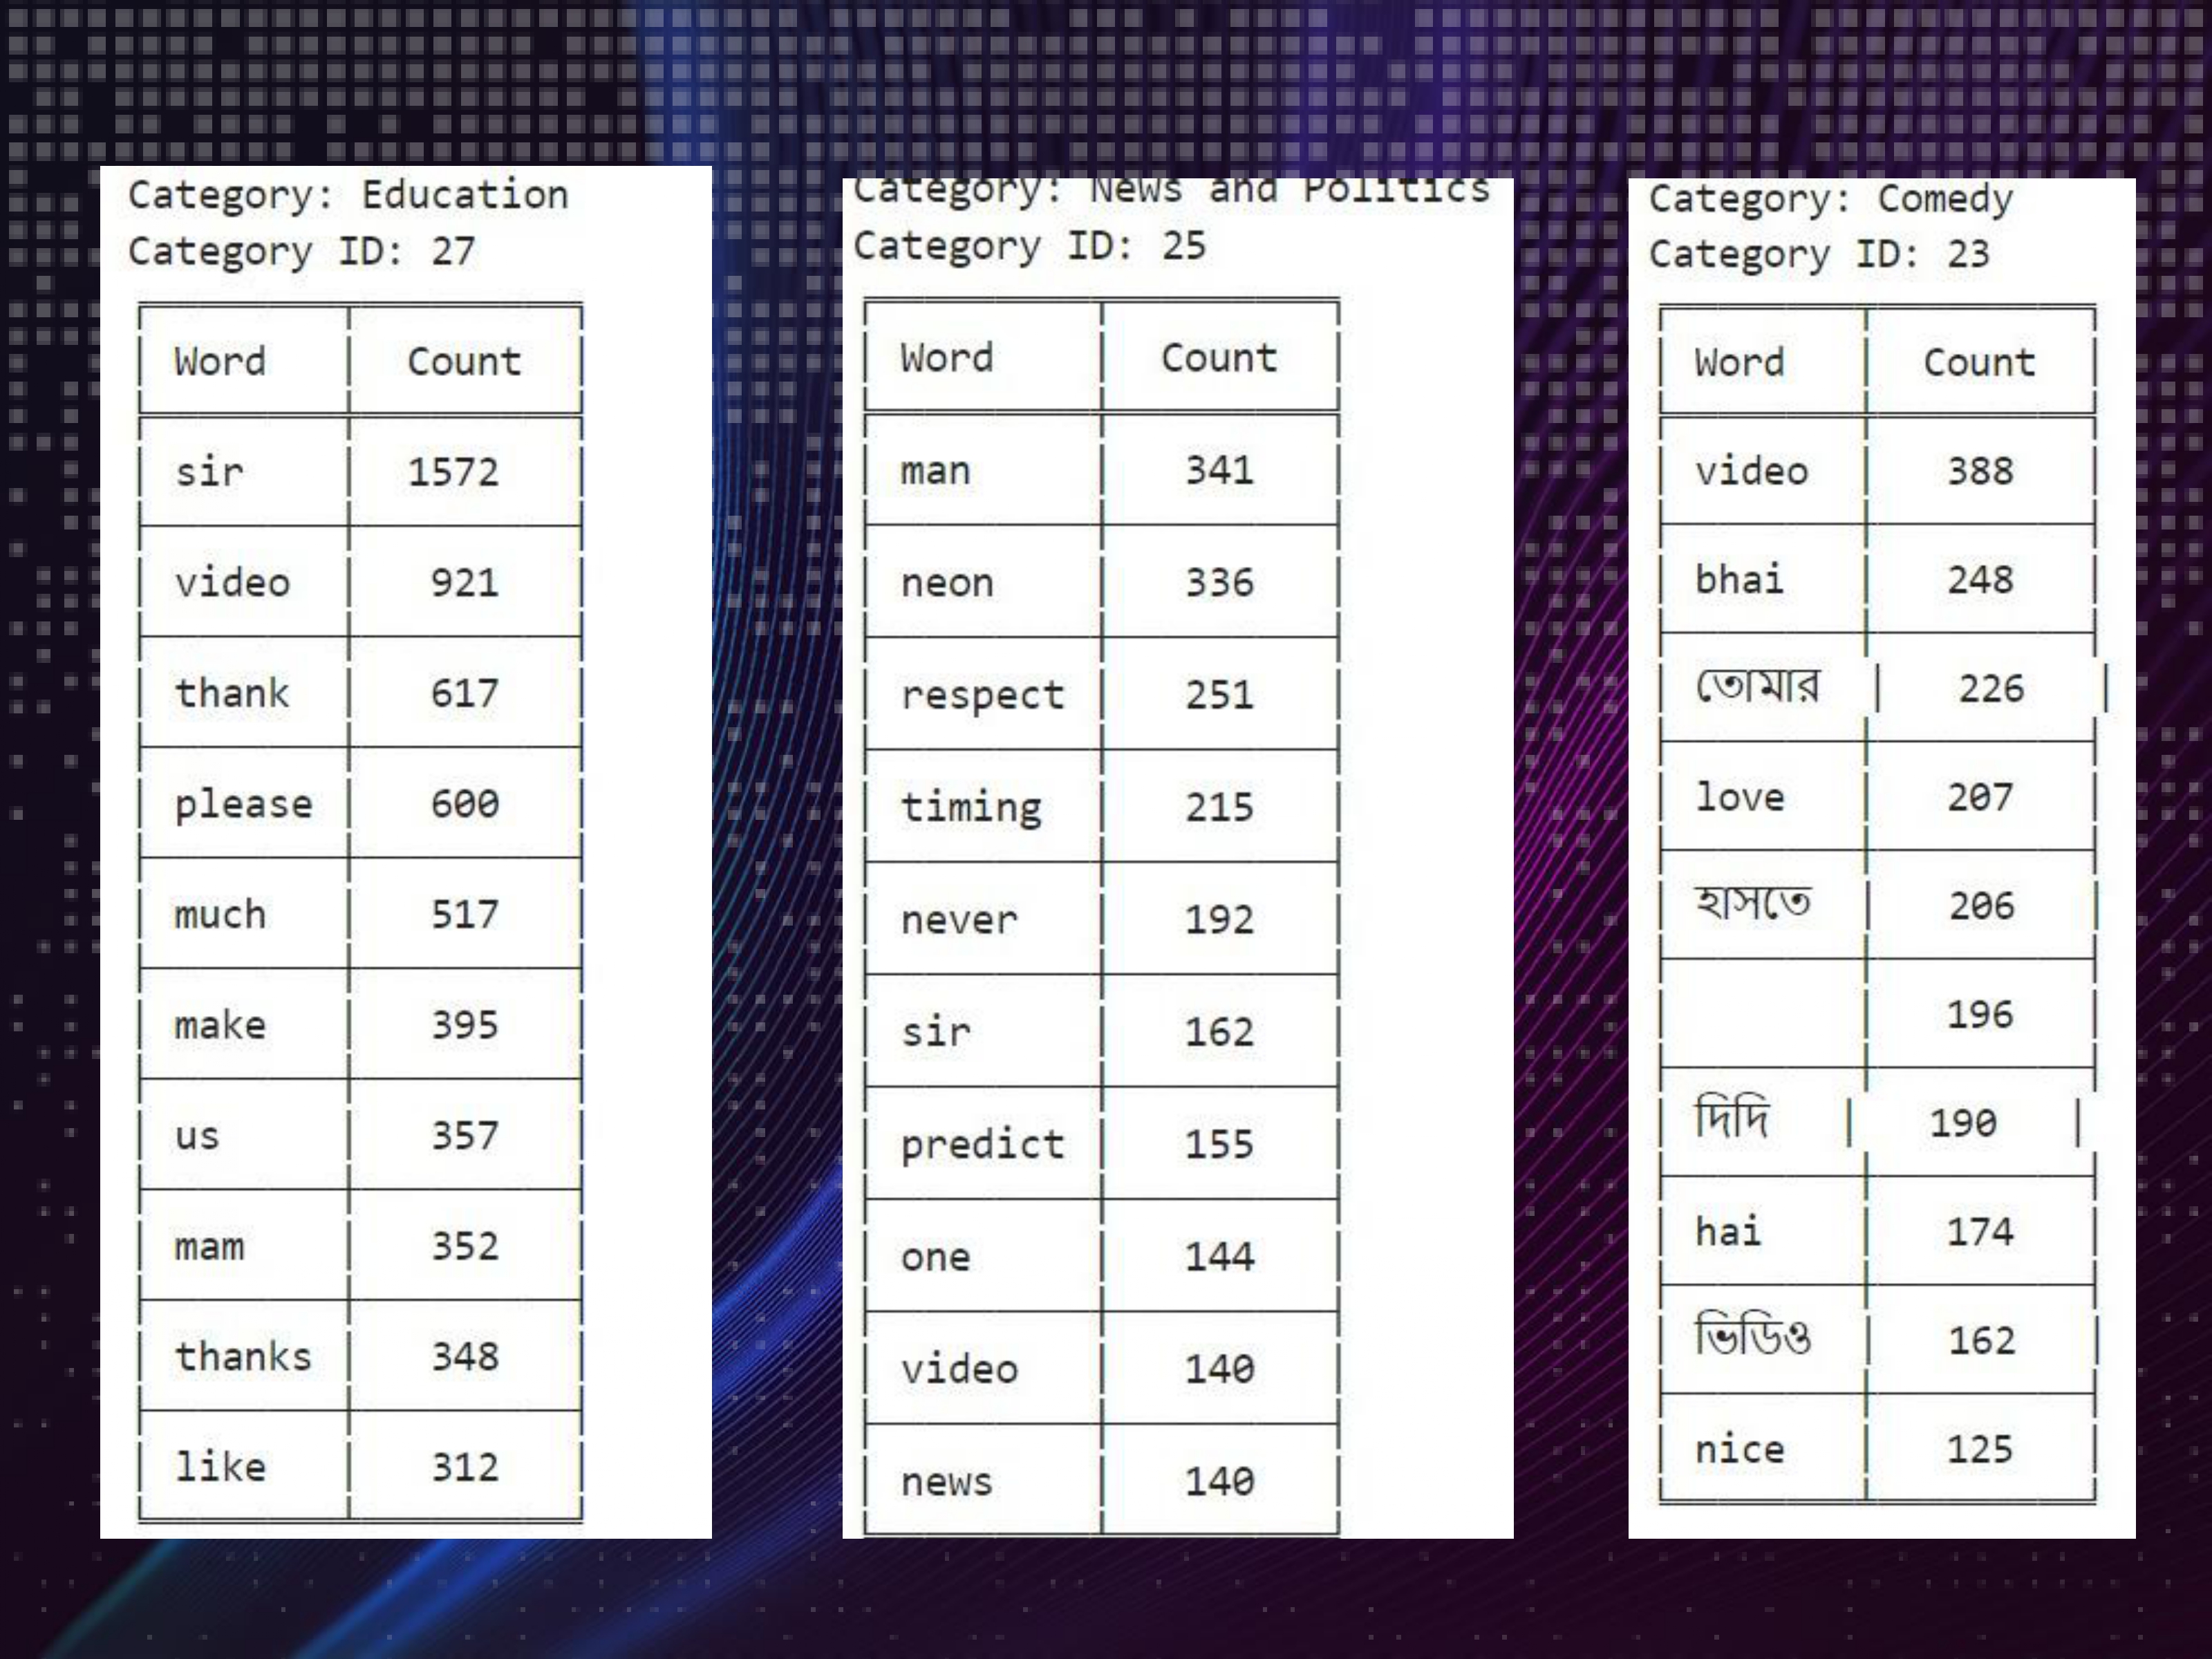 Category: Education
Category ID: 27
Word Count
sir 1572
video 921
thank 617
please 600
much 517
make 395
us 357
mam 352
thanks 348
like 312
Category: News and Politics
Category ID: 25
Word Count
man 341
neon 336
respect 251
timing 215
never 192
sir 162
predict 155
one 144
video 140
news 140
Category: Comedy
Category ID: 23
Word Count
video 388
bhai 248
তোমার 226
love 207
হাসতে 206
196
দিদি 190
hai 174
ভিডিও 162
nice 125